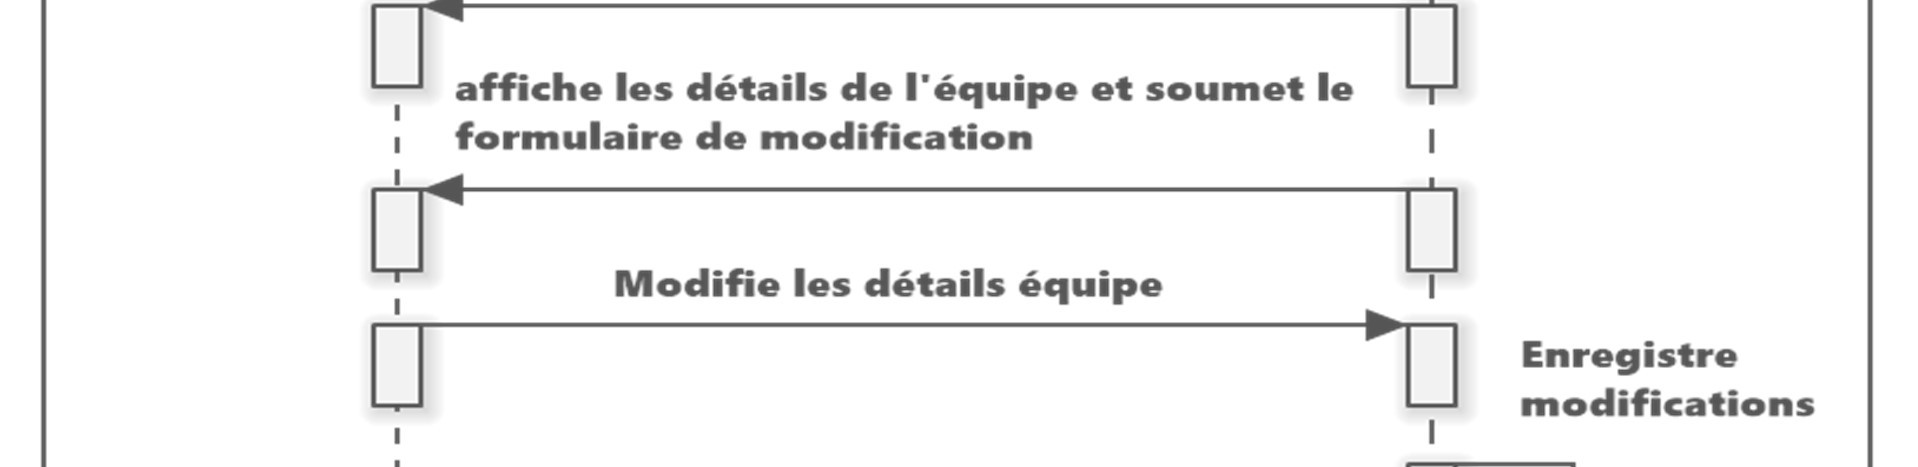 affiche les détails de l'équipe et soumet le
formulaire de modification
Modifie les détails équipe
Enregistre
modifications